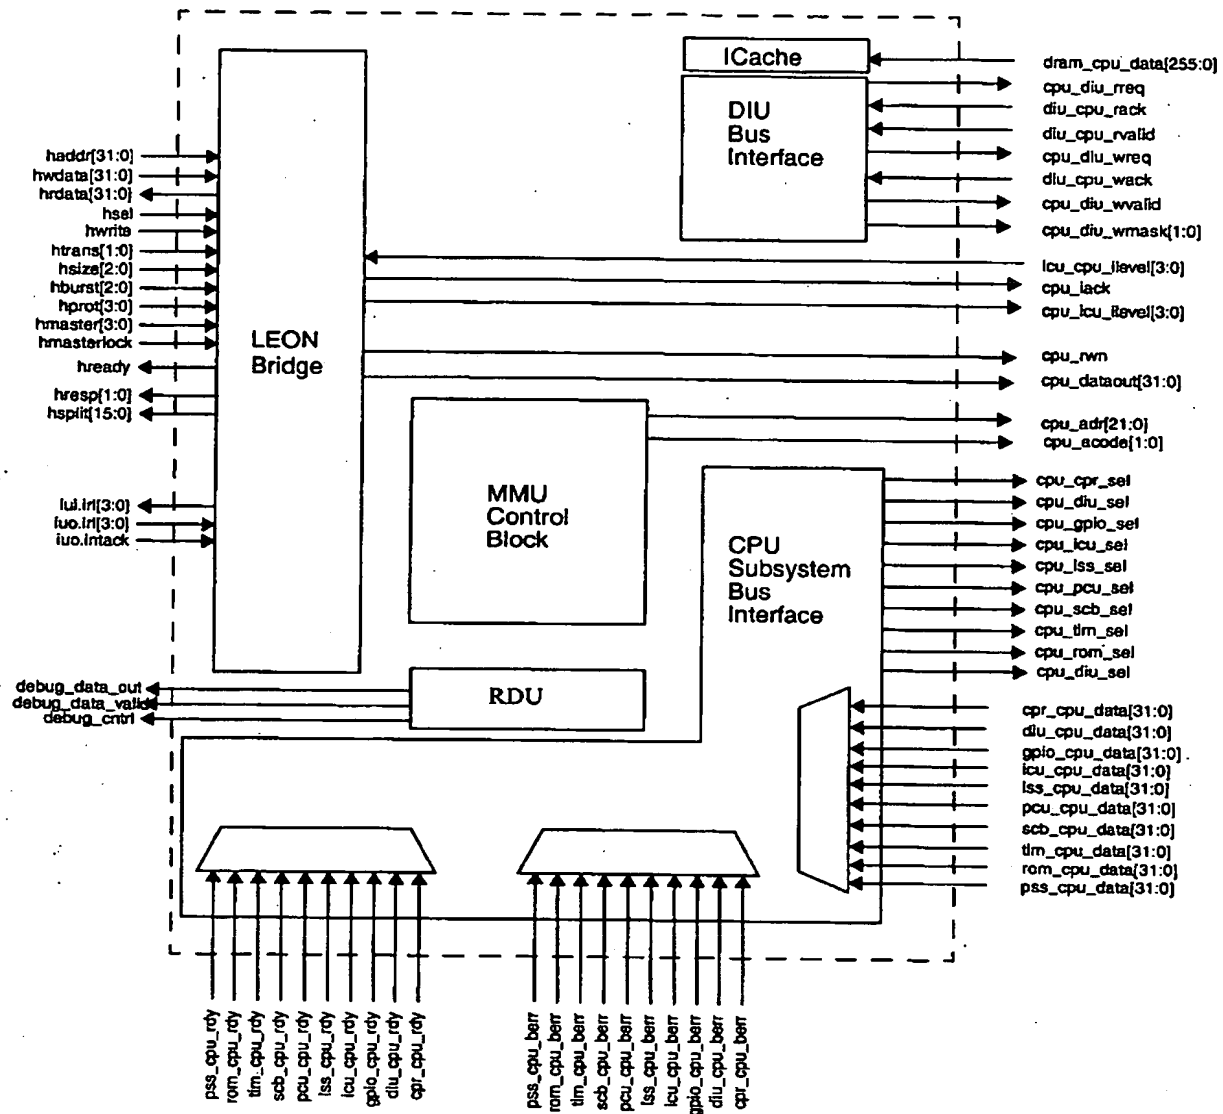 ICache
DIU
Bus
Interface
dram_cpu_data[255:0]
cpu_diu_rreq
diu_cpu_rack
diu_cpu_rvalid
cpu_diu_wreq
diu_cpu_wack
cpu_diu_wvalid
cpu_diu_wmask[1:0]
icu_cpu_ilevel[3:0]
cpu_iack
cpu_icu_ilevel[3:0]
cpu_rwn
cpu_dataout[31:0]
cpu_adr[21:0]
cpu_acode[1:0]
haddr[31:0]
hwdata[31:0]
hrdata[31:0]
hsel
hwrite
htrans[1:0]
hsize[2:0]
hburst[2:0]
hprot[3:0]
hmaster[3:0]
hmasterlock
hready
hresp[1:0]
hsplit[15:0]
iui.irl[3:0]
iuo.irl[3:0]
iuo.intack
LEON
Bridge
MMU
Control
Block
CPU
Subsystem
Bus
Interface
cpu_cpr_sel
cpu_diu_sel
cpu_gpio_sel
cpu_icu_sel
cpu_lss_sel
cpu_pcu_sel
cpu_scb_sel
cpu_tim_sel
cpu_rom_sel
cpu_diu_sel
debug_data_out
debug_data_valid
debug_cntrl
RDU
cpr_cpu_data[31:0]
diu_cpu_data[31:0]
gpio_cpu_data[31:0]
icu_cpu_data[31:0]
lss_cpu_data[31:0]
pcu_cpu_data[31:0]
scb_cpu_data[31:0]
tim_cpu_data[31:0]
rom_cpu_data[31:0]
pss_cpu_data[31:0]
pss_cpu_rdy
rom_cpu_rdy
tim_cpu_rdy
scb_cpu_rdy
pcu_cpu_rdy
lss_cpu_rdy
icu_cpu_rdy
gpio_cpu_rdy
diu_cpu_rdy
cpr_cpu_rdy
pss_cpu_berr
rom_cpu_berr
tim_cpu_berr
scb_cpu_berr
pcu_cpu_berr
lss_cpu_berr
icu_cpu_berr
gpio_cpu_berr
diu_cpu_berr
cpr_cpu_berr